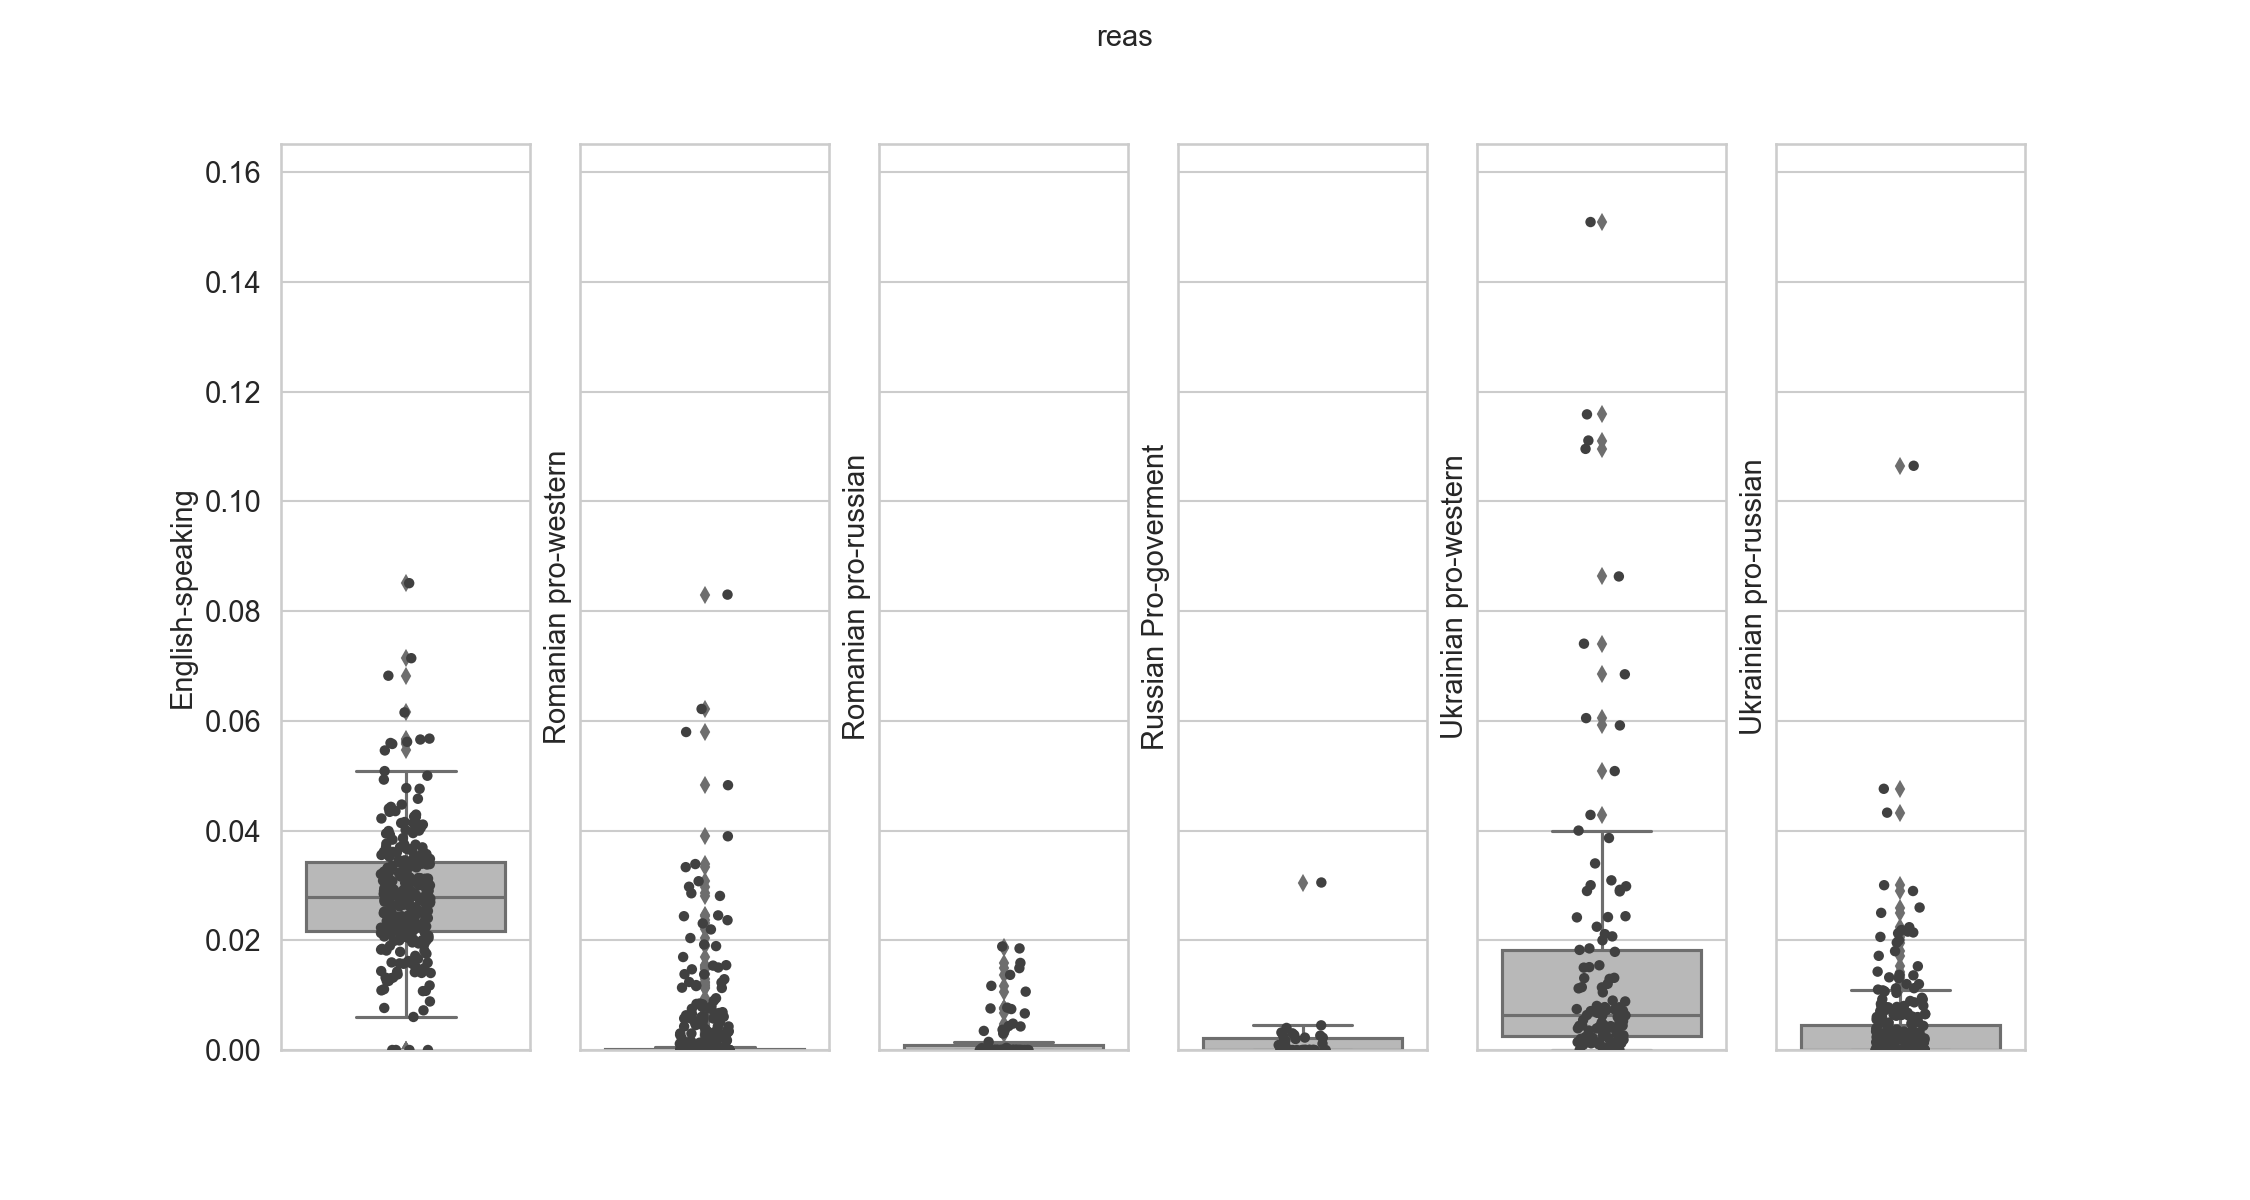 reas
0.16
0.14
0.12
0.10
0.08
0.06
0.04
0.02
0.00
English-speaking
Romanian pro-western
Romanian pro-russian
Russian Pro-goverment
Ukrainian pro-western
Ukrainian pro-russian